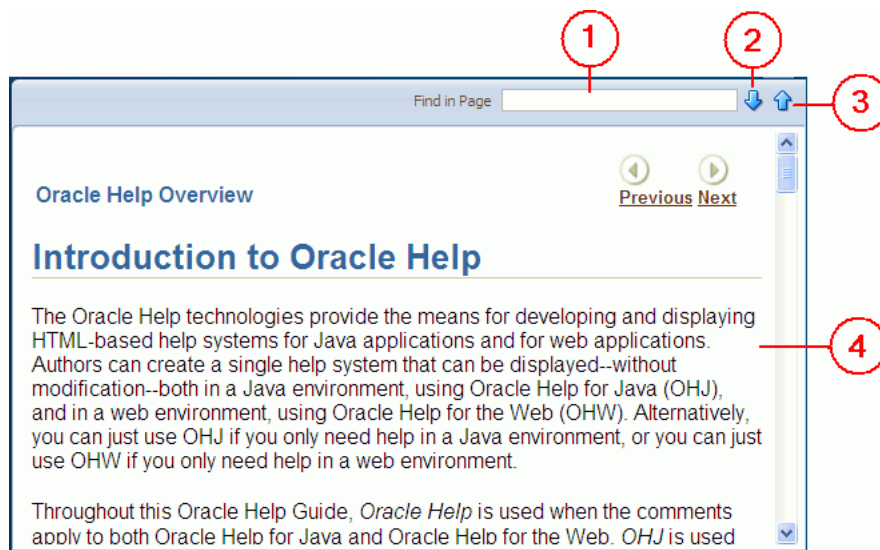 1
2
3
Find in Page
Oracle Help Overview
Previous Next
Introduction to Oracle Help
The Oracle Help technologies provide the means for developing and displaying
HTML-based help systems for Java applications and for web applications.
Authors can create a single help system that can be displayed--without
modification--both in a Java environment, using Oracle Help for Java (OHJ),
and in a web environment, using Oracle Help for the Web (OHW). Alternatively,
you can just use OHJ if you only need help in a Java environment, or you can just
use OHW if you only need help in a web environment.
4
Throughout this Oracle Help Guide, Oracle Help is used when the comments
apply to both Oracle Help for Java and Oracle Help for the Web. OHJ is used